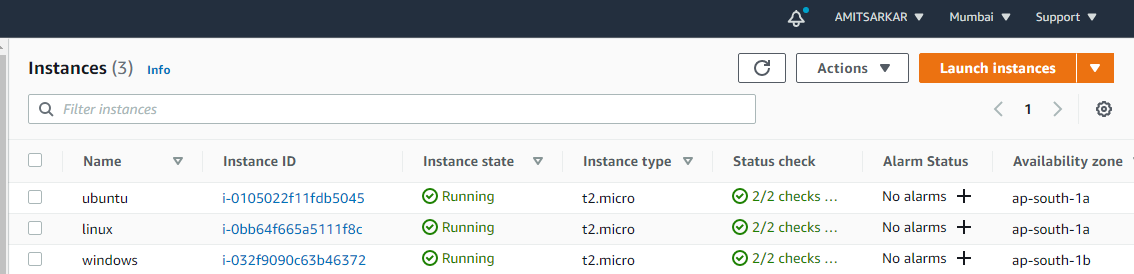 AMITSARKAR Mumbai Support
Instances (3) Info Actions Launch instances
Filter instances 1
Name Instance ID Instance state Instance type Status check Alarm Status Availability zone
ubuntu i-0105022f11fdb5045 Running t2.micro 2/2 checks ... No alarms + ap-south-1a
linux i-0bb64f665a5111f8c Running t2.micro 2/2 checks ... No alarms + ap-south-1a
windows i-032f9090c63b46372 Running t2.micro 2/2 checks ... No alarms + ap-south-1b